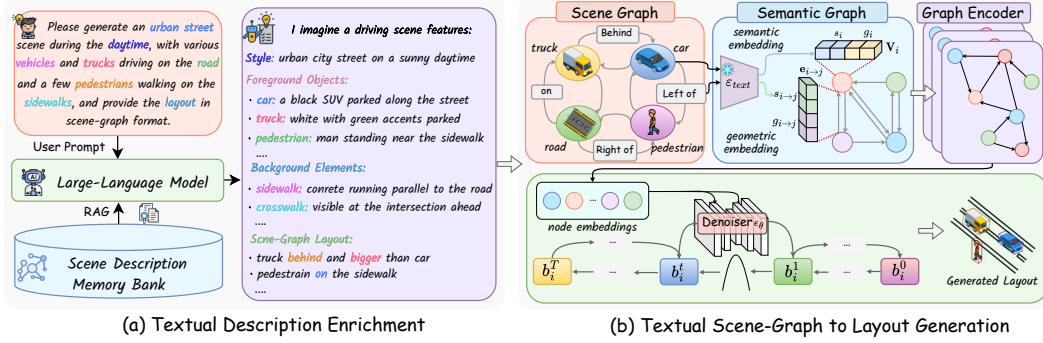 Please generate an urban street
scene during the daytime, with various
vehicles and trucks driving on the road
and a few pedestrians walking on the
sidewalks, and provide the layout in
scene-graph format.
User Prompt
AI
Large-Language Model
RAG
Scene Description
Memory Bank
I imagine a driving scene features:
Style: urban city street on a sunny daytime
Foreground Objects:
· car: a black SUV parked along the street
· truck: white with green accents parked
· pedestrian: man standing near the sidewalk
....
Background Elements:
· sidewalk: conrete running parallel to the road
· crosswalk: visible at the intersection ahead
....
Scne-Graph Layout:
· truck behind and bigger than car
· pedestrain on the sidewalk
....
(a) Textual Description Enrichment
Scene Graph
Behind
truck
car
on
Left of
road
Right of
pedestrian
Semantic Graph
semantic
embedding
s_i g_i
V_i
ε_text
e_{i→j}
s_{i→j}
g_{i→j}
geometric
embedding
Graph Encoder
...
node embeddings
Denoiser ϵ_θ
... ...
b_i^T b_i^t b_i^1 b_i^0
... ...
Generated Layout
(b) Textual Scene-Graph to Layout Generation